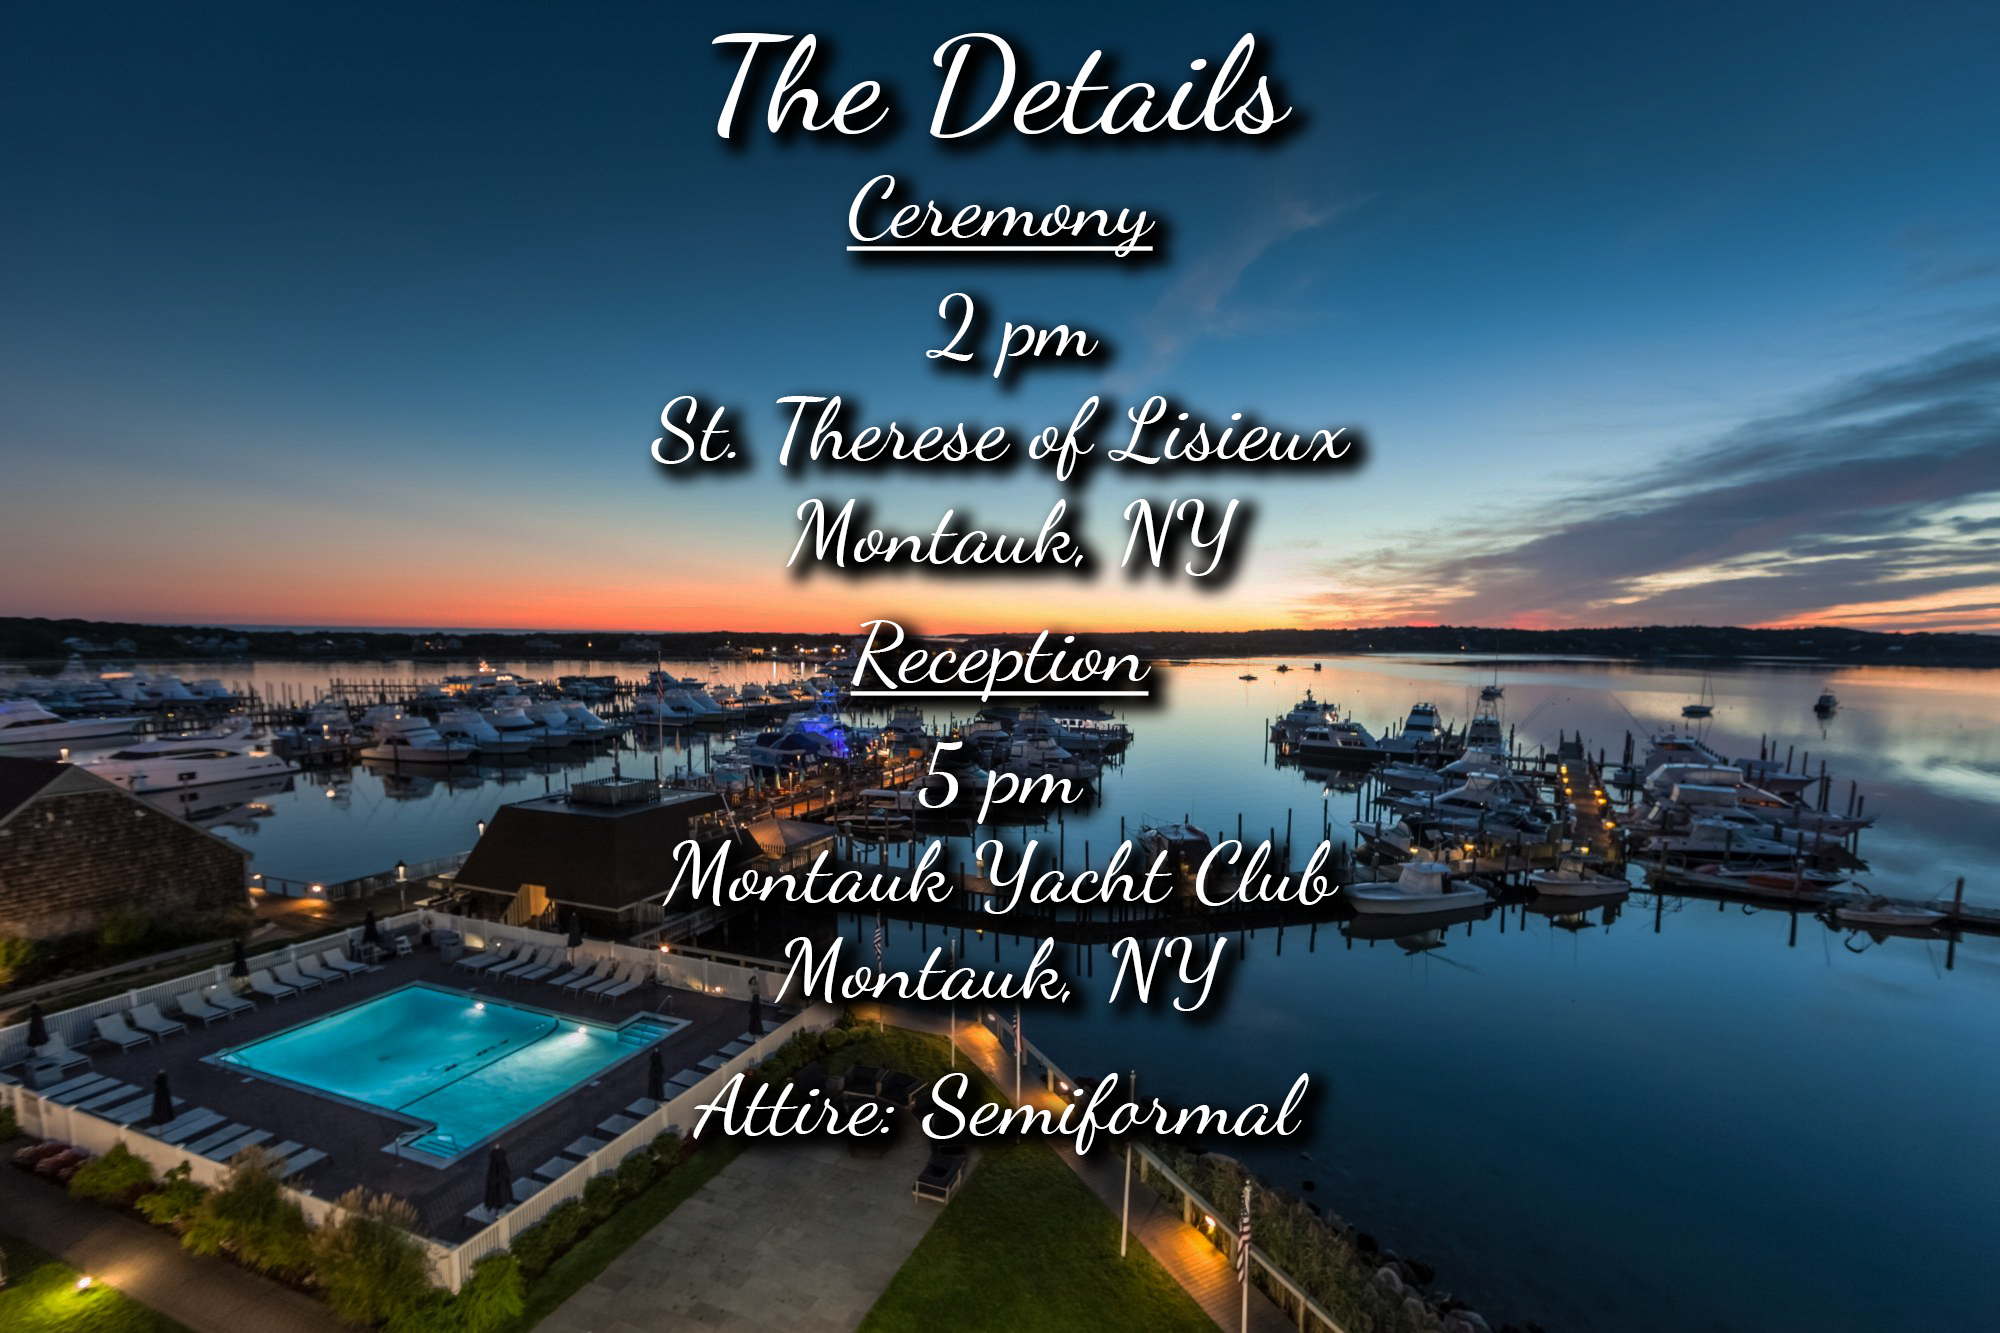 The Details
Ceremony
2 pm
St. Therese of Lisieux
Montauk, NY
Reception
5 pm
Montauk Yacht Club
Montauk, NY
Attire: Semiformal